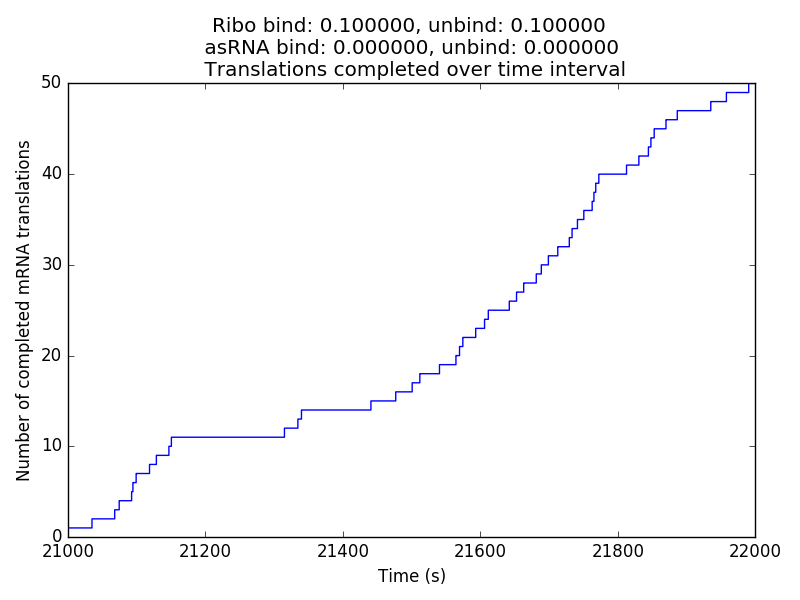 Ribo bind: 0.100000, unbind: 0.100000
asRNA bind: 0.000000, unbind: 0.000000
Translations completed over time interval
50
40
30
20
10
0
Number of completed mRNA translations
21000 21200 21400 21600 21800 22000
Time (s)